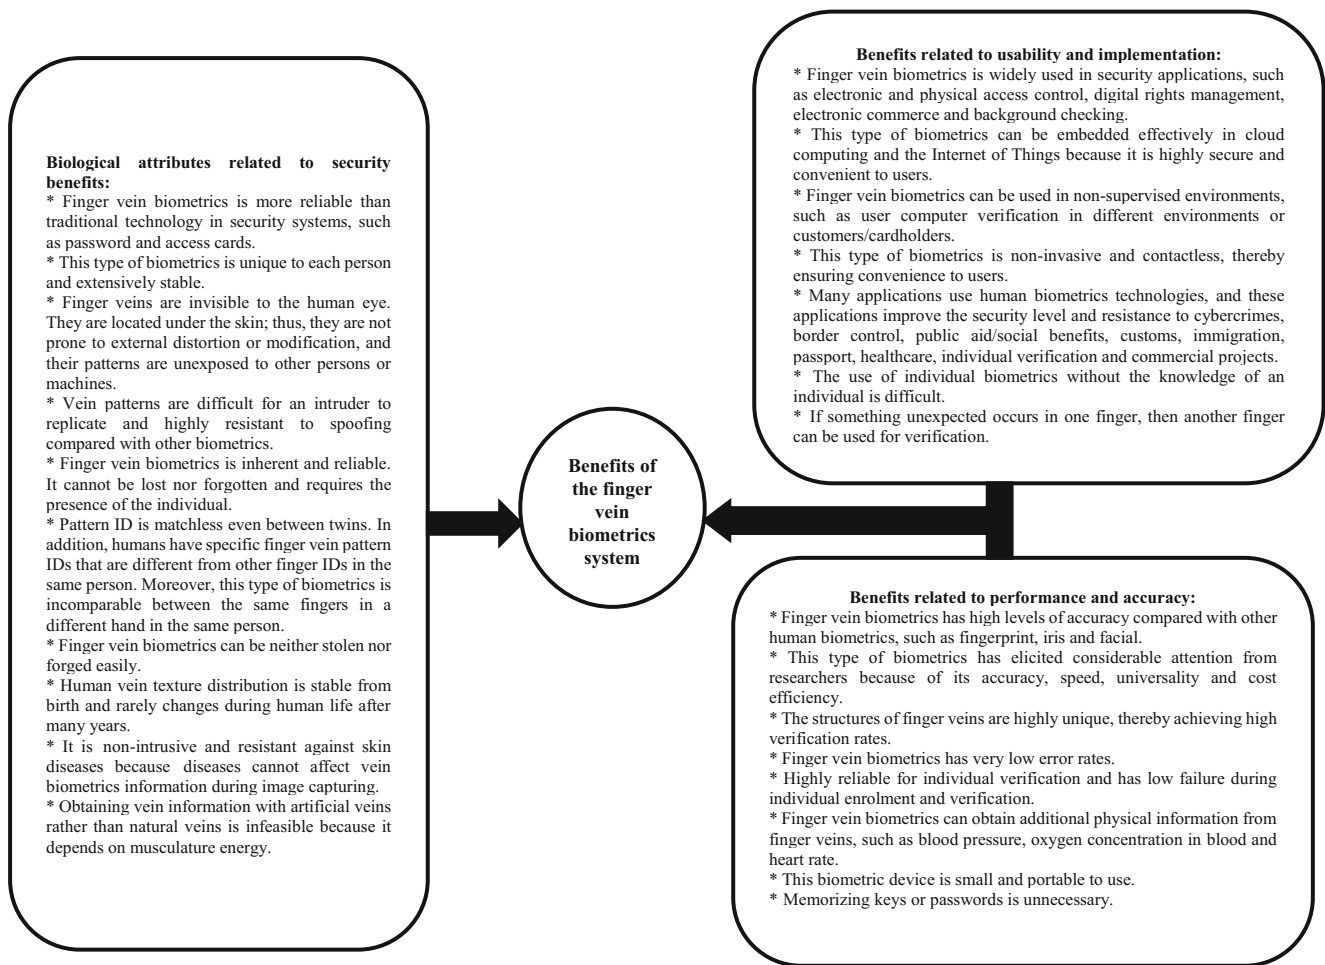 Biological attributes related to security
benefits:
* Finger vein biometrics is more reliable than
traditional technology in security systems, such
as password and access cards.
* This type of biometrics is unique to each person
and extensively stable.
* Finger veins are invisible to the human eye.
They are located under the skin; thus, they are not
prone to external distortion or modification, and
their patterns are unexposed to other persons or
machines.
* Vein patterns are difficult for an intruder to
replicate and highly resistant to spoofing
compared with other biometrics.
* Finger vein biometrics is inherent and reliable.
It cannot be lost nor forgotten and requires the
presence of the individual.
* Pattern ID is matchless even between twins. In
addition, humans have specific finger vein pattern
IDs that are different from other finger IDs in the
same person. Moreover, this type of biometrics is
incomparable between the same fingers in a
different hand in the same person.
* Finger vein biometrics can be neither stolen nor
forged easily.
* Human vein texture distribution is stable from
birth and rarely changes during human life after
many years.
* It is non-intrusive and resistant against skin
diseases because diseases cannot affect vein
biometrics information during image capturing.
* Obtaining vein information with artificial veins
rather than natural veins is infeasible because it
depends on musculature energy.
Benefits of
the finger
vein
biometrics
system
Benefits related to usability and implementation:
* Finger vein biometrics is widely used in security applications, such
as electronic and physical access control, digital rights management,
electronic commerce and background checking.
* This type of biometrics can be embedded effectively in cloud
computing and the Internet of Things because it is highly secure and
convenient to users.
* Finger vein biometrics can be used in non-supervised environments,
such as user computer verification in different environments or
customers/cardholders.
* This type of biometrics is non-invasive and contactless, thereby
ensuring convenience to users.
* Many applications use human biometrics technologies, and these
applications improve the security level and resistance to cybercrimes,
border control, public aid/social benefits, customs, immigration,
passport, healthcare, individual verification and commercial projects.
* The use of individual biometrics without the knowledge of an
individual is difficult.
* If something unexpected occurs in one finger, then another finger
can be used for verification.
Benefits related to performance and accuracy:
* Finger vein biometrics has high levels of accuracy compared with other
human biometrics, such as fingerprint, iris and facial.
* This type of biometrics has elicited considerable attention from
researchers because of its accuracy, speed, universality and cost
efficiency.
* The structures of finger veins are highly unique, thereby achieving high
verification rates.
* Finger vein biometrics has very low error rates.
* Highly reliable for individual verification and has low failure during
individual enrolment and verification.
* Finger vein biometrics can obtain additional physical information from
finger veins, such as blood pressure, oxygen concentration in blood and
heart rate.
* This biometric device is small and portable to use.
* Memorizing keys or passwords is unnecessary.